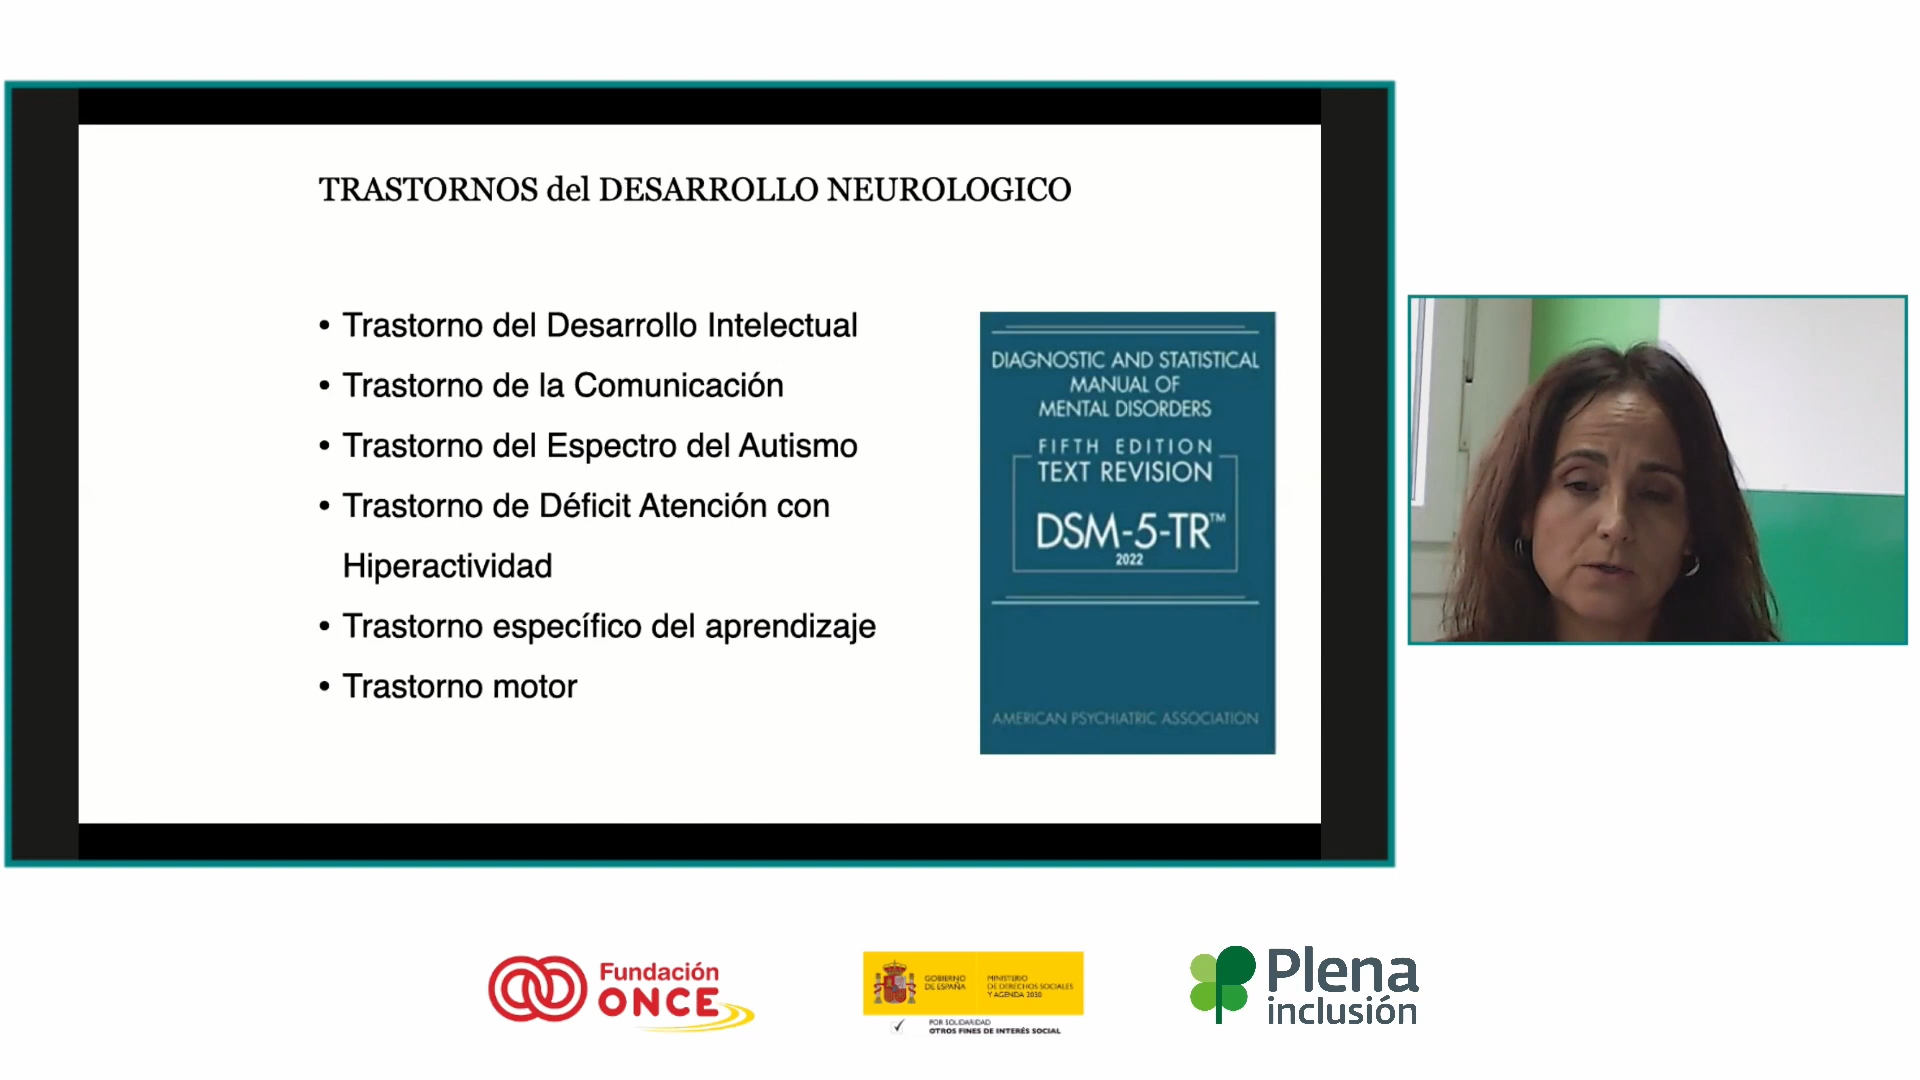 TRASTORNOS del DESARROLLO NEUROLOGICO
• Trastorno del Desarrollo Intelectual
• Trastorno de la Comunicación
• Trastorno del Espectro del Autismo
• Trastorno de Déficit Atención con
Hiperactividad
• Trastorno específico del aprendizaje
• Trastorno motor
DIAGNOSTIC AND STATISTICAL
MANUAL OF
MENTAL DISORDERS
FIFTH EDITION
TEXT REVISION
DSM-5-TR™
2022
AMERICAN PSYCHIATRIC ASSOCIATION
Fundación
ONCE
GOBIERNO
DE ESPAÑA
MINISTERIO
DE DERECHOS SOCIALES
Y AGENDA 2030
POR SOLIDARIDAD
OTROS FINES DE INTERÉS SOCIAL
Plena
inclusión